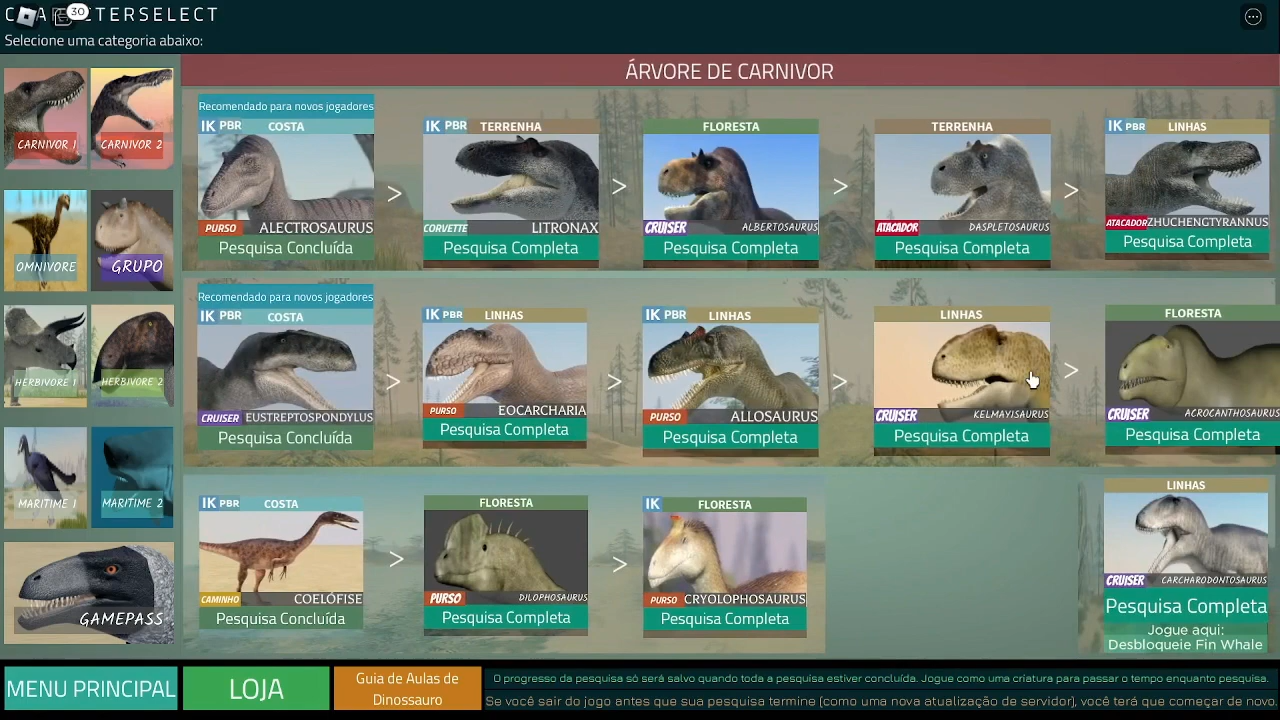 30
Selecione uma categoria abaixo:
CARNIVOR 1
CARNIVOR 2
OMNIVORE
GRUPO
HERBIVORE 1
HERBIVORE 2
MARITIME 1
MARITIME 2
GAMEPASS
ÁRVORE DE CARNIVOR
Recomendado para novos jogadores
IK PBR COSTA
PURSO ALECTROSAURUS
Pesquisa Concluída
>
IK PBR TERRENHA
CORVETTE LITRONAX
Pesquisa Completa
>
FLORESTA
CRUISER ALBERTOSAURUS
Pesquisa Completa
>
TERRENHA
ATACADOR DASPLETOSAURUS
Pesquisa Completa
>
IK PBR LINHAS
ATACADOR ZHUCHENGTYRANNUS
Pesquisa Completa
Recomendado para novos jogadores
IK PBR COSTA
CRUISER EUSTREPTOSPONDYLUS
Pesquisa Concluída
>
IK PBR LINHAS
PURSO EOCARCHARIA
Pesquisa Completa
>
IK PBR LINHAS
PURSO ALLOSAURUS
Pesquisa Completa
>
LINHAS
CRUISER KELMAYISAURUS
Pesquisa Completa
>
FLORESTA
CRUISER ACROCANTHOSAURUS
Pesquisa Completa
IK PBR COSTA
CAMINHO COELÓFISE
Pesquisa Concluída
>
FLORESTA
PURSO DILOPHOSAURUS
Pesquisa Completa
>
IK FLORESTA
PURSO CRYOLOPHOSAURUS
Pesquisa Completa
LINHAS
CRUISER CARCHARODONTOSAURUS
Pesquisa Completa
Jogue aqui:
Desbloqueie Fin Whale
MENU PRINCIPAL
LOJA
Guia de Aulas de
Dinossauro
O progresso da pesquisa só será salvo quando toda a pesquisa estiver concluída. Jogue como uma criatura para passar o tempo enquanto pesquisa.
Se você sair do jogo antes que sua pesquisa termine (como uma nova atualização de servidor), você terá que começar de novo